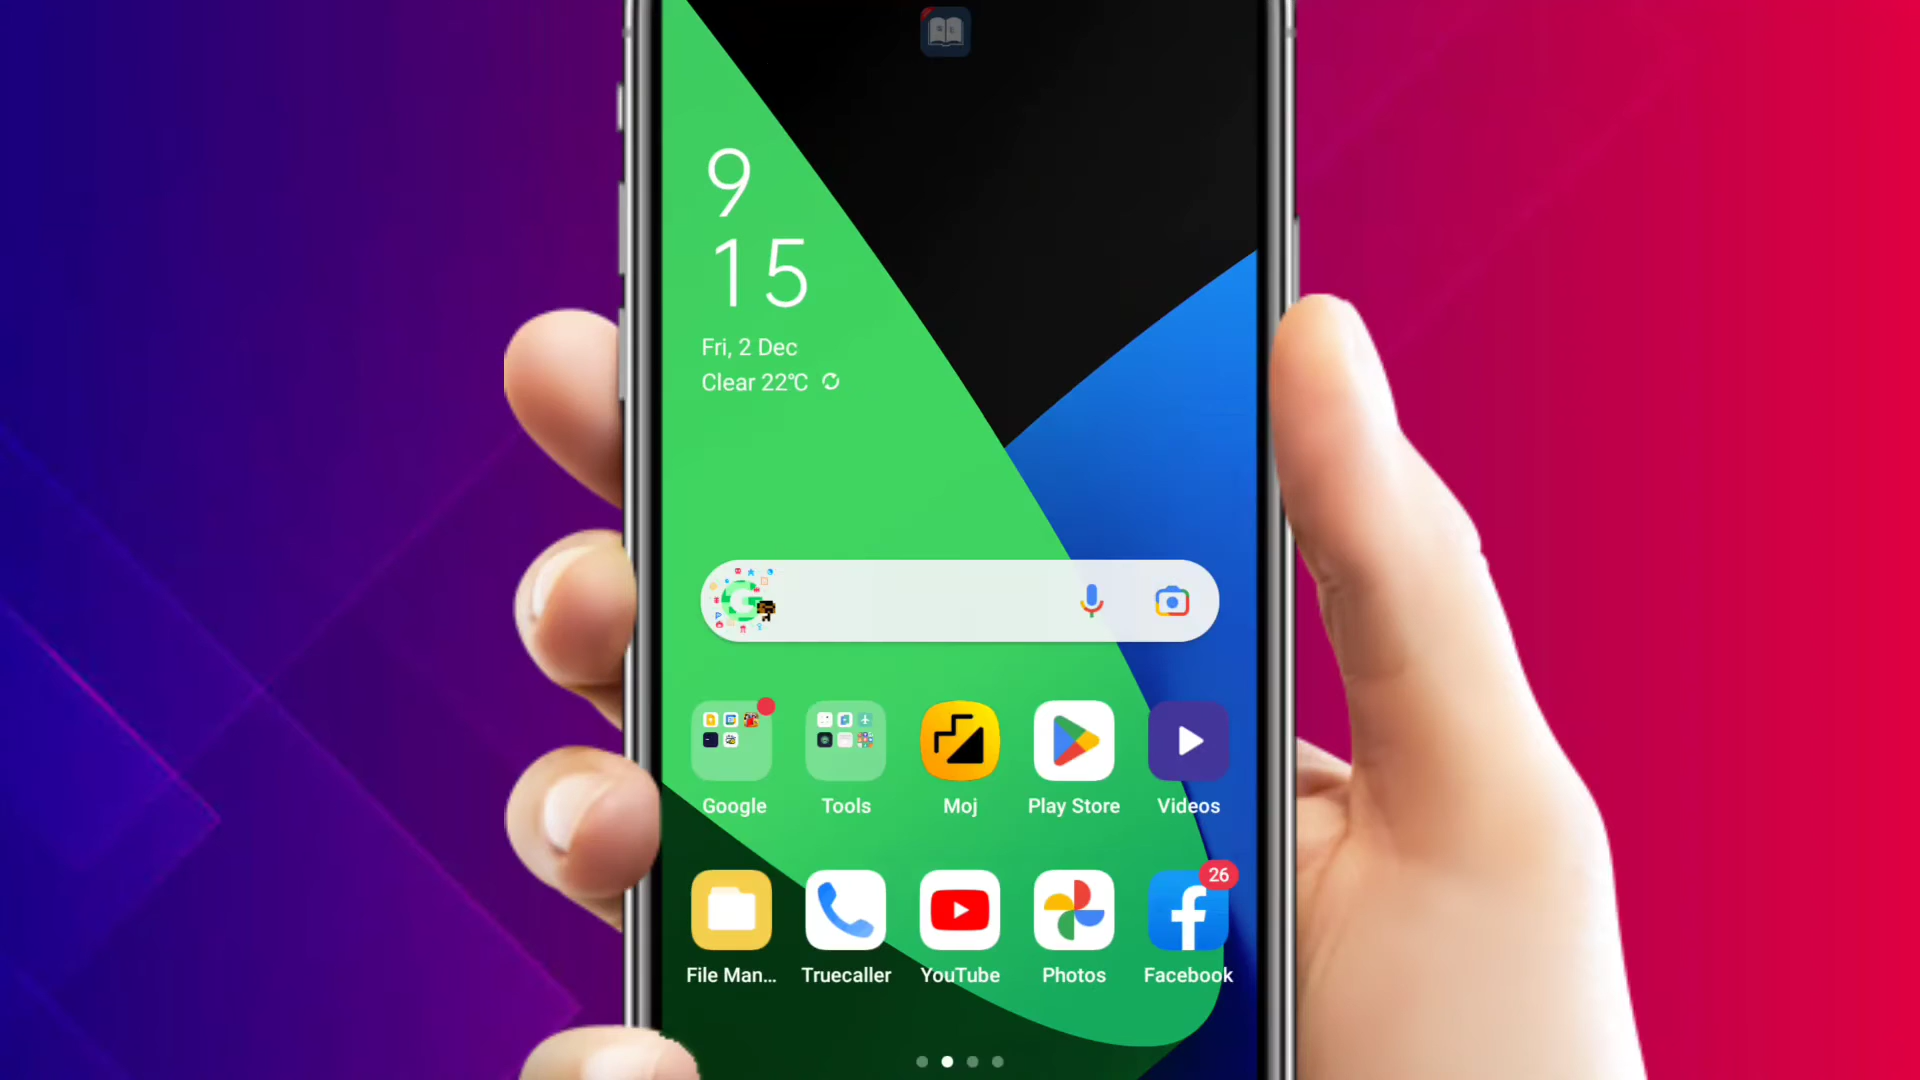 9
15
Fri, 2 Dec
Clear 22°C
Google
Tools
Moj
Play Store
Videos
26
File Man...
Truecaller
YouTube
Photos
Facebook